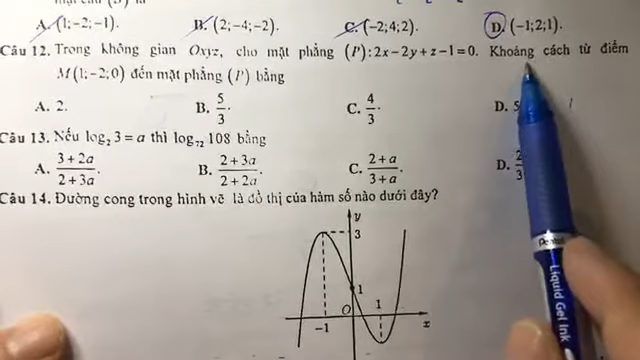 A. (1;-2;-1). B. (2;-4;-2). C. (-2;4;2). D. (-1;2;1).
Câu 12. Trong không gian Oxyz, cho mặt phẳng (P): 2x-2y+z-1=0. Khoảng cách từ điểm
M(1;-2;0) đến mặt phẳng (P) bằng
A. 2. B. 5/3. C. 4/3. D. 5
Câu 13. Nếu log₂ 3 = a thì log₇₂ 108 bằng
A. (3+2a)/(2+3a). B. (2+3a)/(2+2a). C. (2+a)/(3+a). D. 2/3
Câu 14. Đường cong trong hình vẽ là đồ thị của hàm số nào dưới đây?
y
3
1
O 1
-1 x
Pentel
Liquid Gel Ink